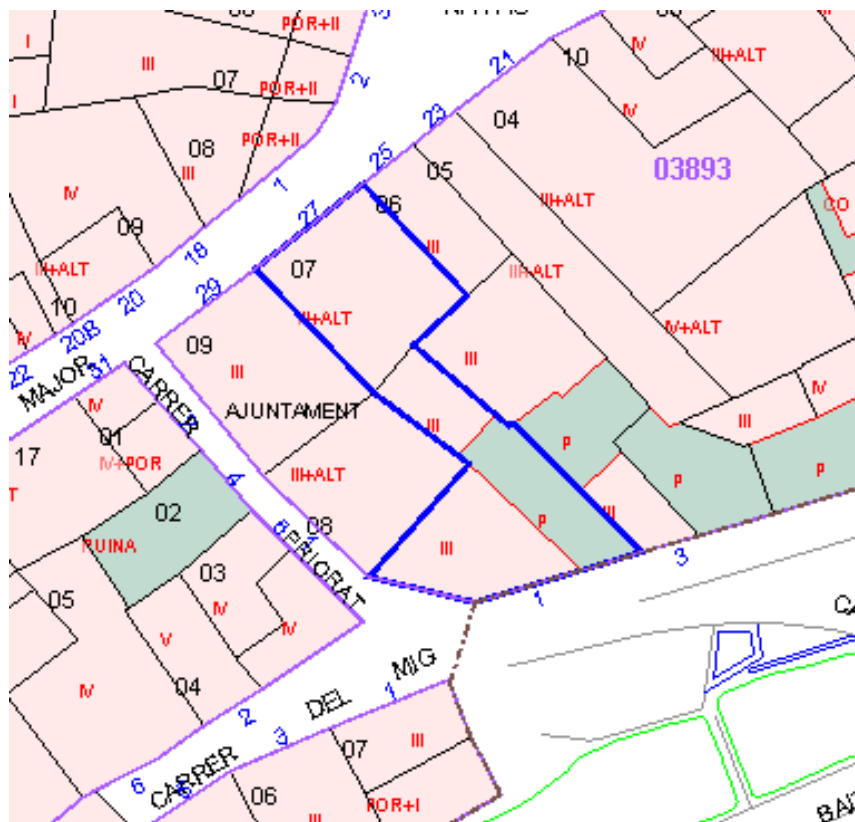 POR+II
III
07
POR+II
I
2
21
10
IV
III+ALT
04
23
IV
08
POR+II
25
05
03893
I
III
1
06
CO
IV
27
III
III+ALT
09
18
07
III+ALT
III+ALT
10
20
29
III+ALT
IV+ALT
IV
20B
09
22
31
III
III
IV
MAJOR
CARRER
AJUNTAMENT
III
III
IV
01
17
IV+POR
III+ALT
P
P
P
02
4
III
08
6
1
P
RUINA
PRIORAT
III
3
03
05
IV
1
V
IV
MIG
IV
04
DEL
1
2
3
07
III
CARRER
6
06
POR+I
III